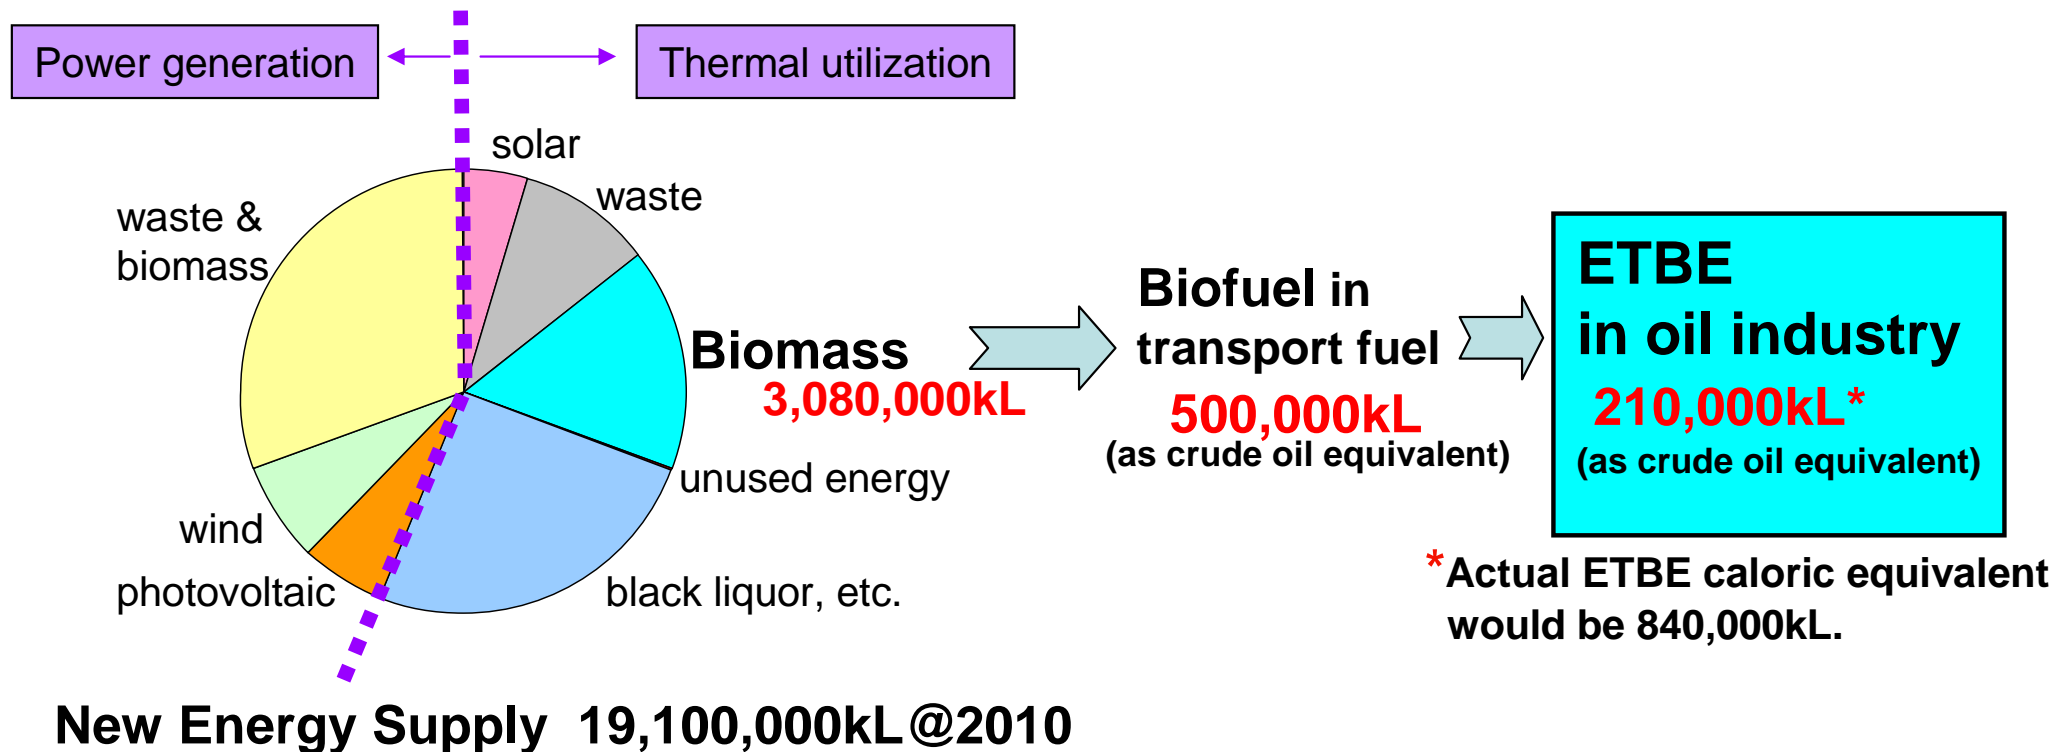 Power generation
Thermal utilization
solar
waste
waste &
biomass
Biomass
3,080,000kL
unused energy
wind
photovoltaic
black liquor, etc.
Biofuel in
transport fuel
500,000kL
(as crude oil equivalent)
ETBE
in oil industry
210,000kL*
(as crude oil equivalent)
*Actual ETBE caloric equivalent
would be 840,000kL.
New Energy Supply 19,100,000kL@2010